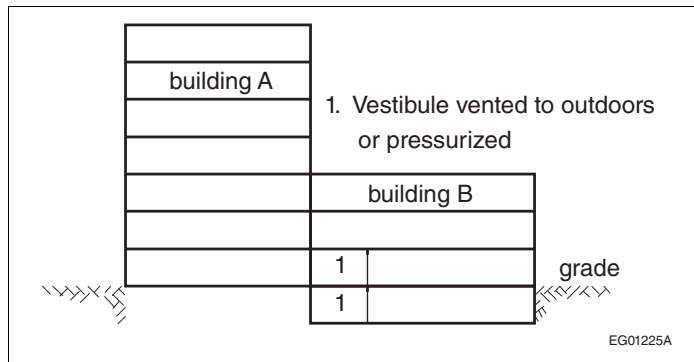 building A
1. Vestibule vented to outdoors
or pressurized
building B
1
grade
1
EG01225A